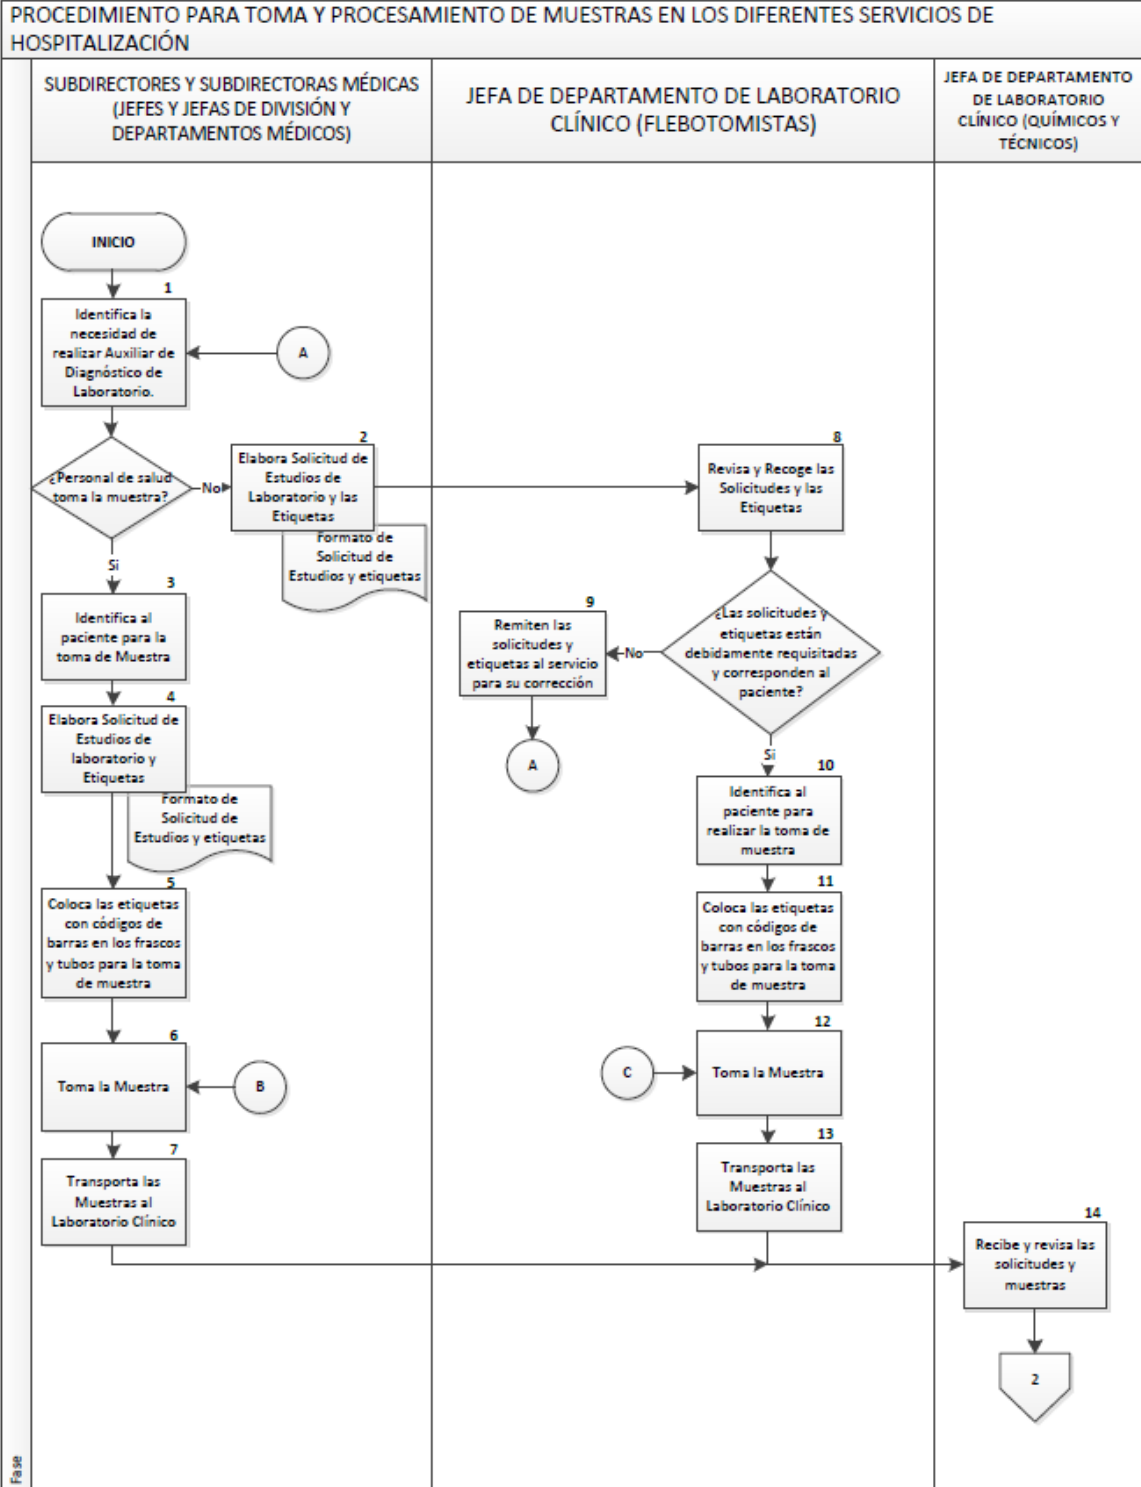 PROCEDIMIENTO PARA TOMA Y PROCESAMIENTO DE MUESTRAS EN LOS DIFERENTES SERVICIOS DE
HOSPITALIZACIÓN
SUBDIRECTORES Y SUBDIRECTORAS MÉDICAS
(JEFES Y JEFAS DE DIVISIÓN Y
DEPARTAMENTOS MÉDICOS)
JEFA DE DEPARTAMENTO DE LABORATORIO
CLÍNICO (FLEBOTOMISTAS)
JEFA DE DEPARTAMENTO
DE LABORATORIO
CLÍNICO (QUÍMICOS Y
TÉCNICOS)
INICIO
1
Identifica la
necesidad de
realizar Auxiliar de
Diagnóstico de
Laboratorio.
A
¿Personal de salud
toma la muestra?
No
2
Elabora Solicitud de
Estudios de
Laboratorio y las
Etiquetas
Formato de
Solicitud de
Estudios y etiquetas
Si
3
Identifica al
paciente para la
toma de Muestra
4
Elabora Solicitud de
Estudios de
laboratorio y
Etiquetas
Formato de
Solicitud de
Estudios y etiquetas
5
Coloca las etiquetas
con códigos de
barras en los frascos
y tubos para la toma
de muestra
6
Toma la Muestra
B
7
Transporta las
Muestras al
Laboratorio Clínico
8
Revisa y Recoge las
Solicitudes y las
Etiquetas
¿Las solicitudes y
etiquetas están
debidamente requisitadas
y corresponden al
paciente?
No
9
Remiten las
solicitudes y
etiquetas al servicio
para su corrección
A
Si
10
Identifica al
paciente para
realizar la toma de
muestra
11
Coloca las etiquetas
con códigos de
barras en los frascos
y tubos para la toma
de muestra
12
Toma la Muestra
C
13
Transporta las
Muestras al
Laboratorio Clínico
14
Recibe y revisa las
solicitudes y
muestras
2
Fase